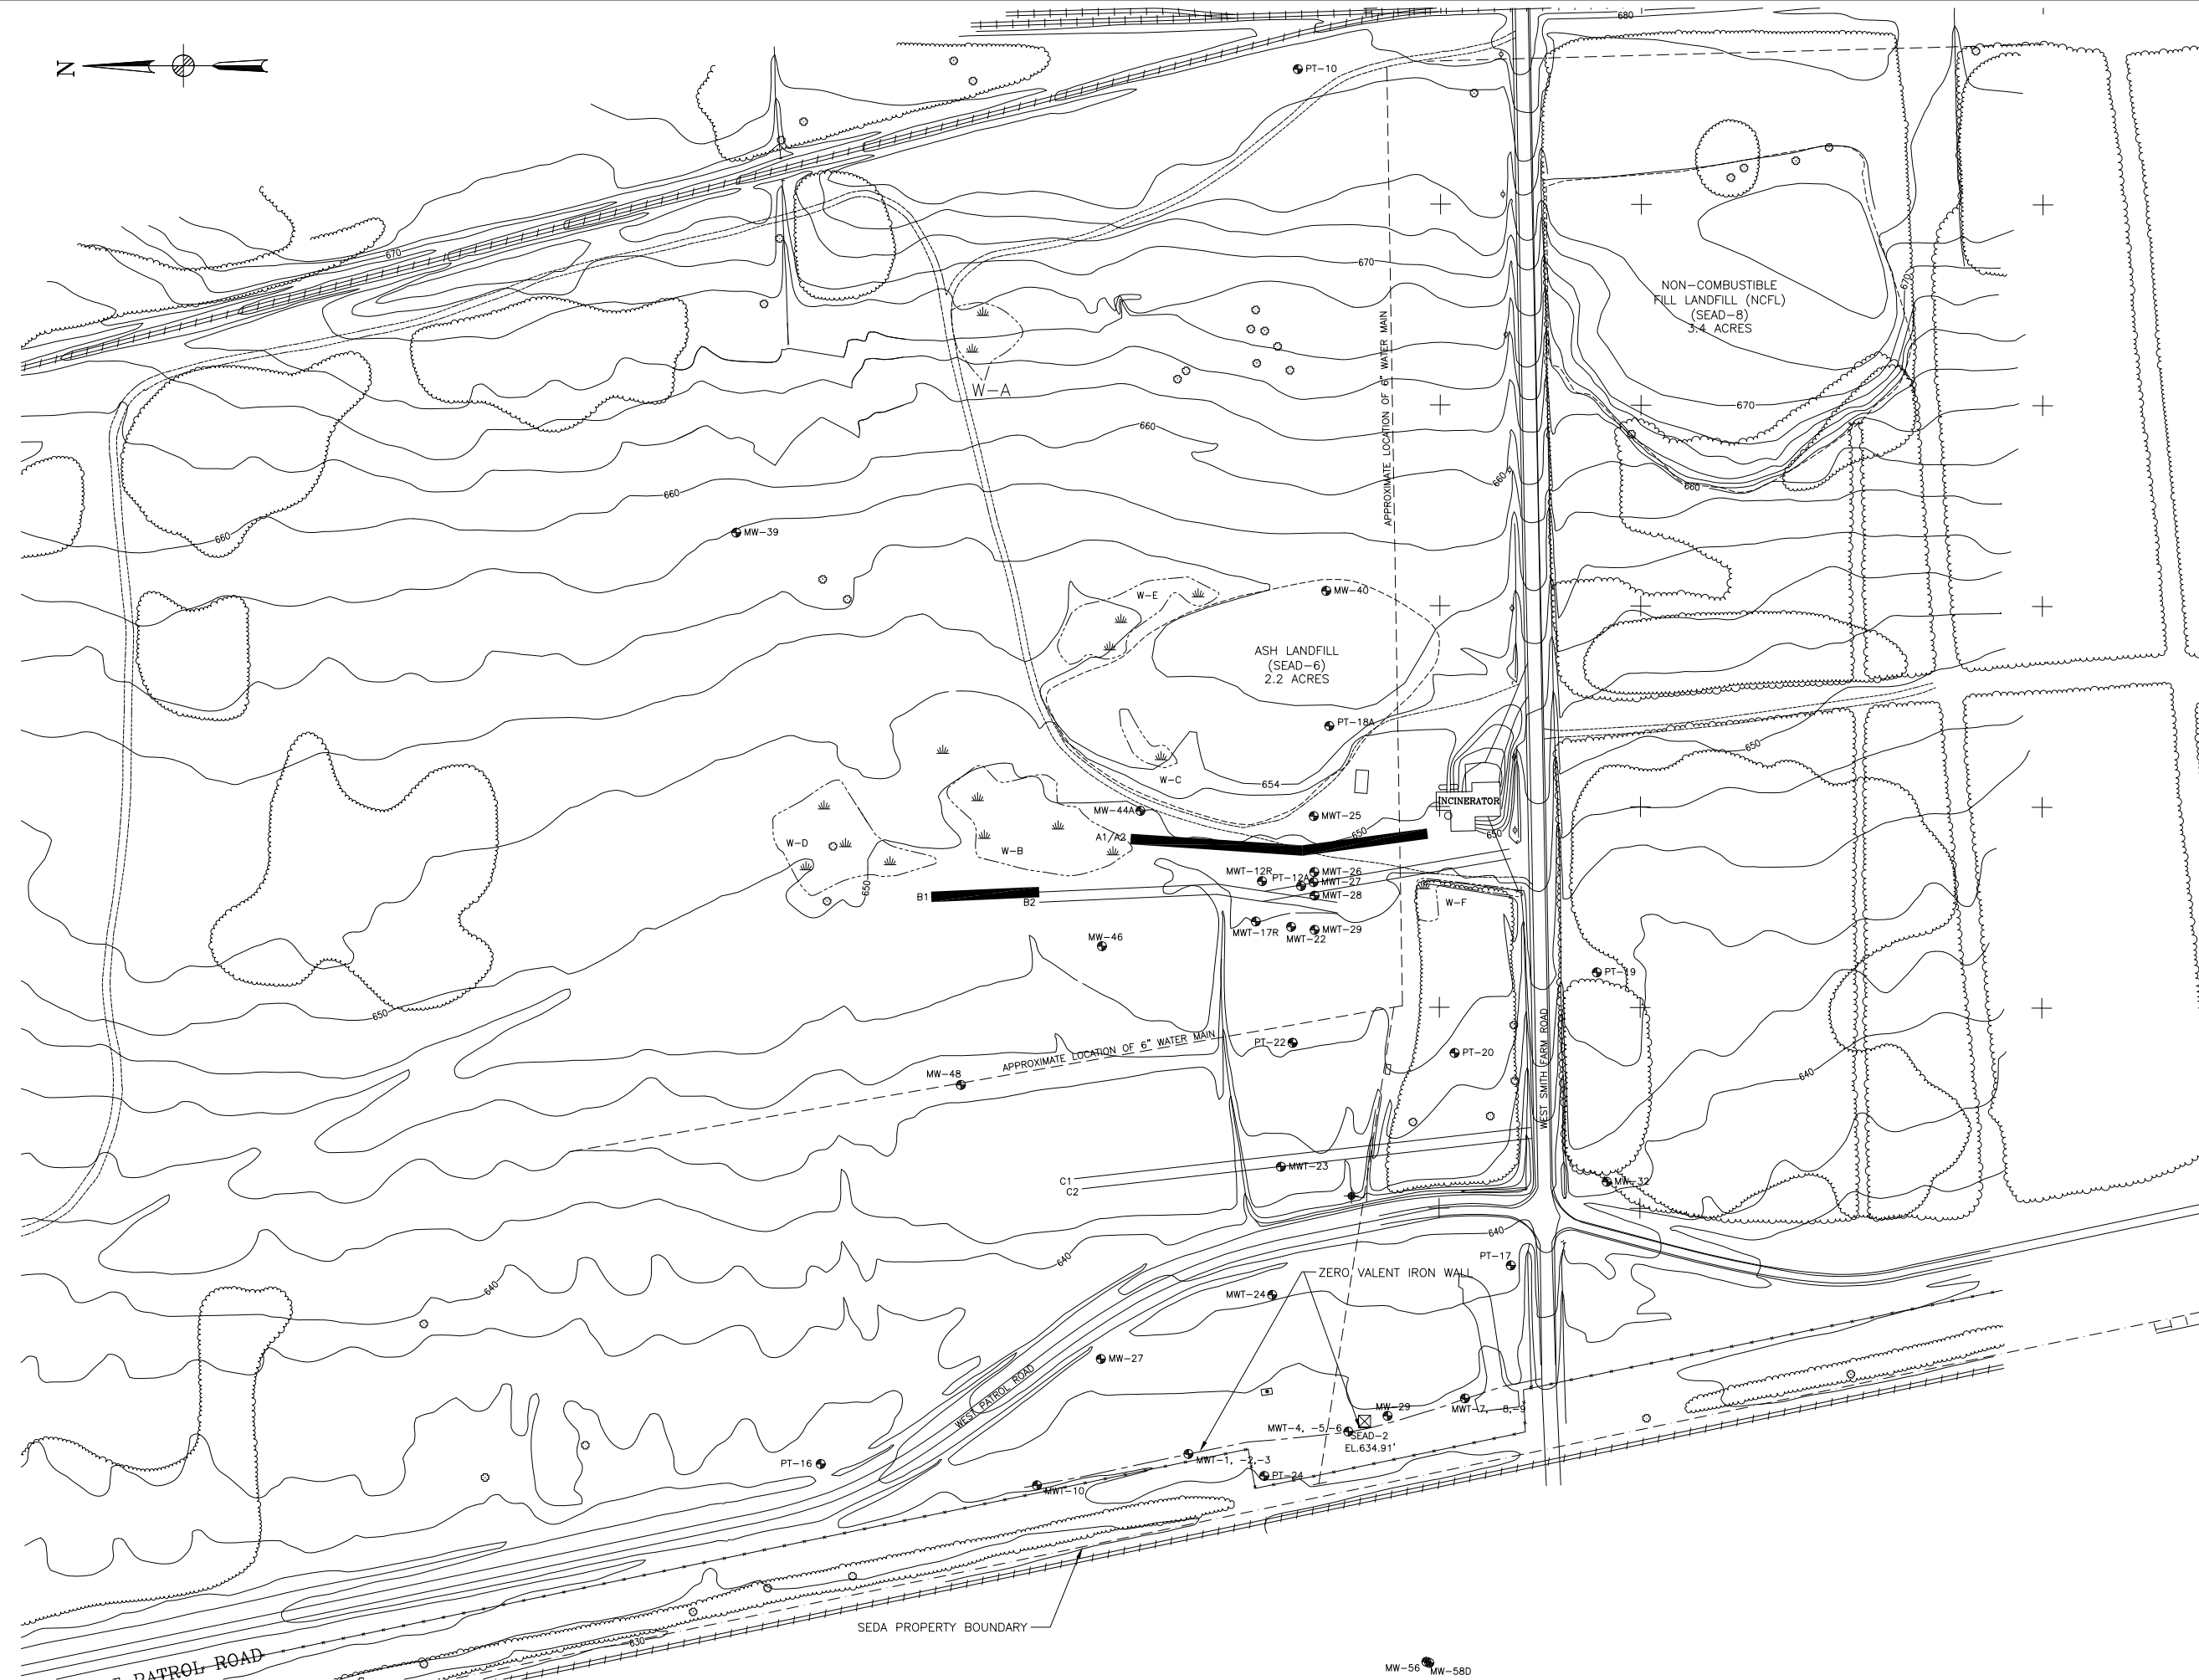 680
N
PT-10
670
670
NON-COMBUSTIBLE
FILL LANDFILL (NCFL)
(SEAD-8)
3.4 ACRES
670
APPROXIMATE LOCATION OF 6" WATER MAIN
W-A
670
660
660
660
660
660
MW-39
W-E
MW-40
ASH LANDFILL
(SEAD-6)
2.2 ACRES
PT-18A
650
W-C
654
INCINERATOR
MW-44A
MWT-25
A1/A2
650
650
W-D
W-B
650
MWT-12R
PT-12A
MWT-26
MWT-27
MWT-28
B1
B2
W-F
MWT-17R
MWT-22
MWT-29
MW-46
PT-19
650
APPROXIMATE LOCATION OF 6" WATER MAIN
PT-22
PT-20
WEST SMITH FARM ROAD
MW-48
640
MWT-23
C1
C2
MW-32
640
640
640
PT-17
ZERO VALENT IRON WALL
MWT-24
MW-27
WEST PATROL ROAD
MWT-7, -8,-9
MW-29
MWT-4, -5,-6
SEAD-2
EL.634.91'
PT-16
MWT-1, -2,-3
PT-24
MWT-10
SEDA PROPERTY BOUNDARY
630
PATROL ROAD
MW-56
MW-58D